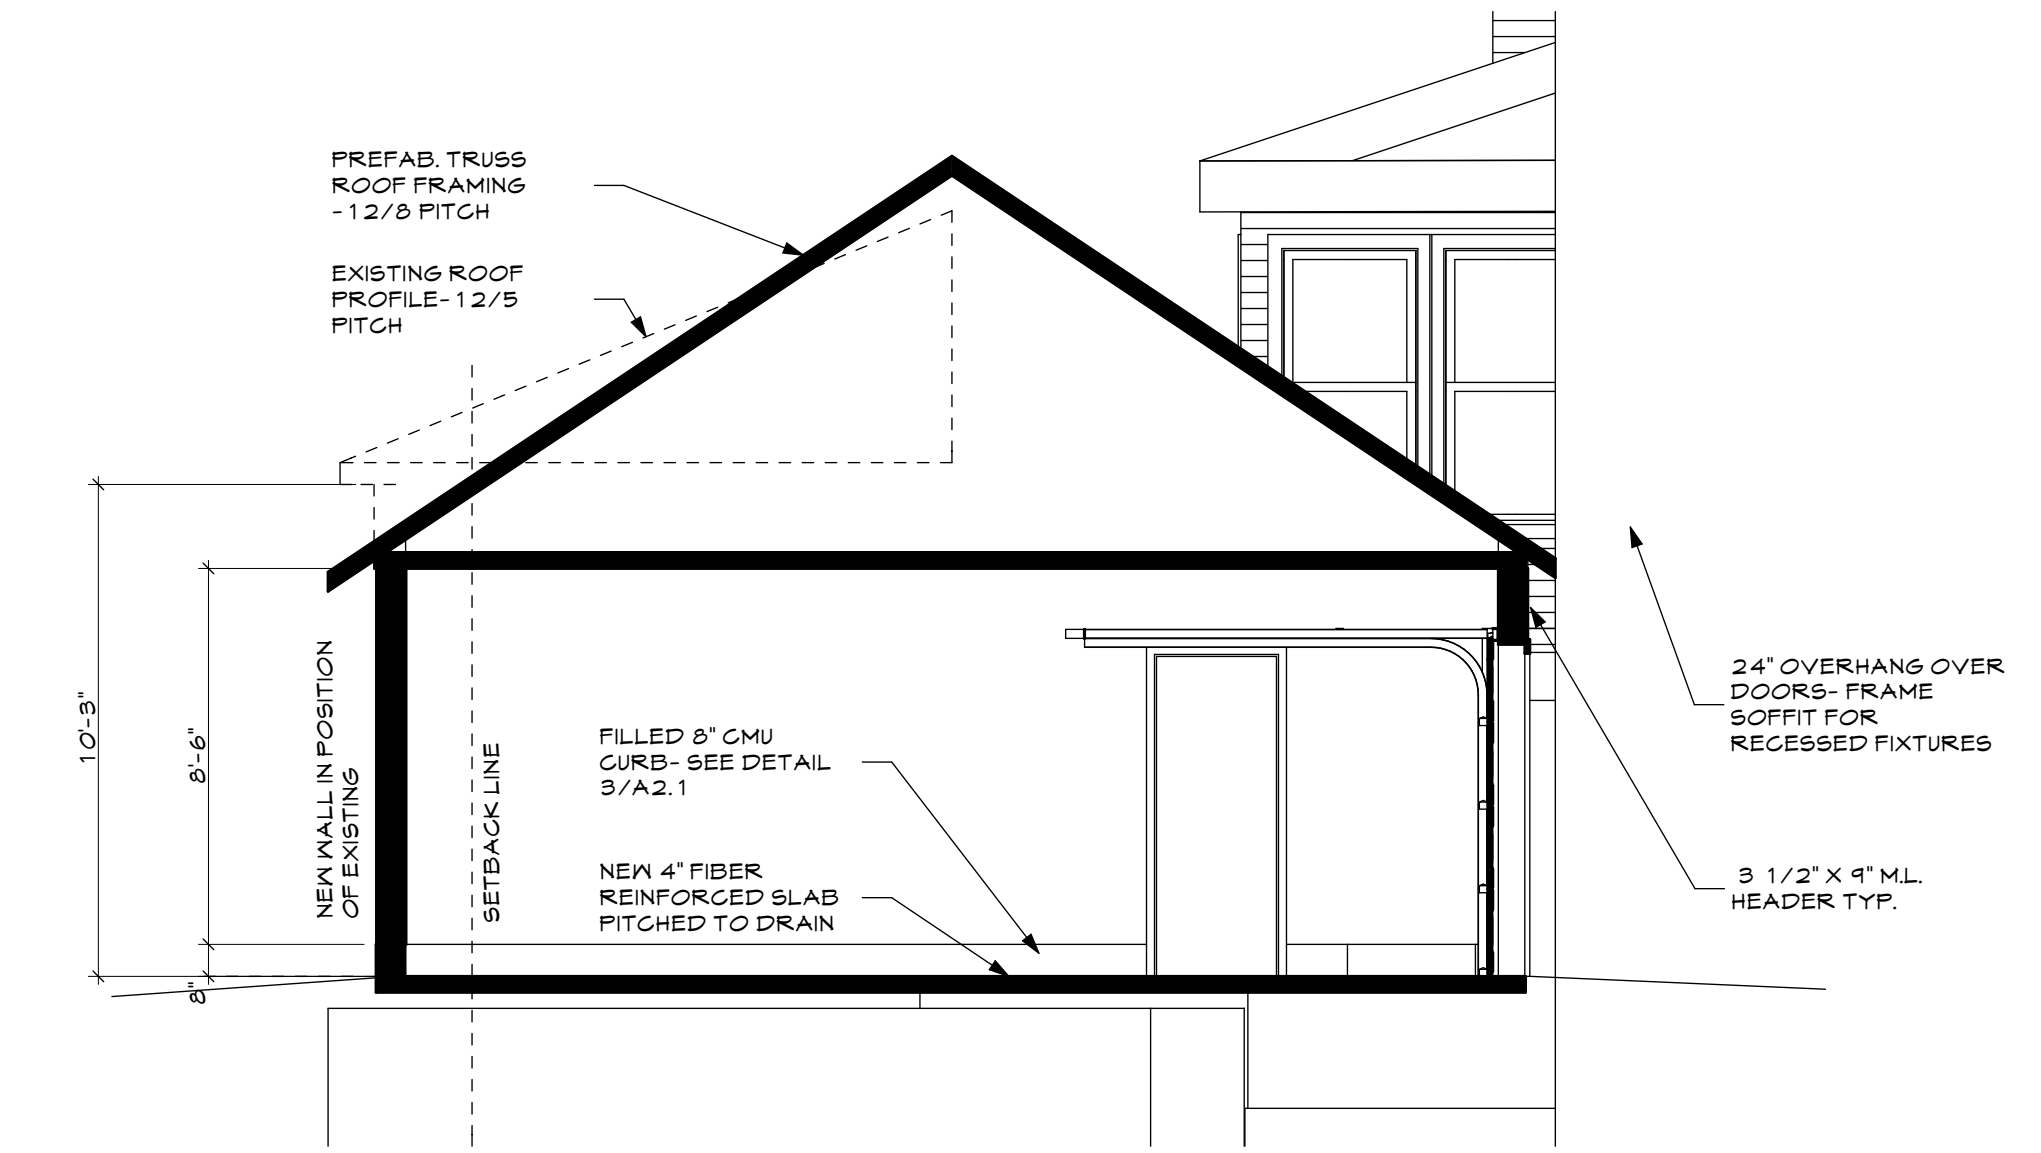 PREFAB. TRUSS
ROOF FRAMING
-12/8 PITCH
EXISTING ROOF
PROFILE-12/5
PITCH
10'-3"
8'-6"
8"
NEW WALL IN POSITION
OF EXISTING
SETBACK LINE
FILLED 8" CMU
CURB- SEE DETAIL
3/A2.1
NEW 4" FIBER
REINFORCED SLAB
PITCHED TO DRAIN
24" OVERHANG OVER
DOORS- FRAME
SOFFIT FOR
RECESSED FIXTURES
3 1/2" X 9" M.L.
HEADER TYP.